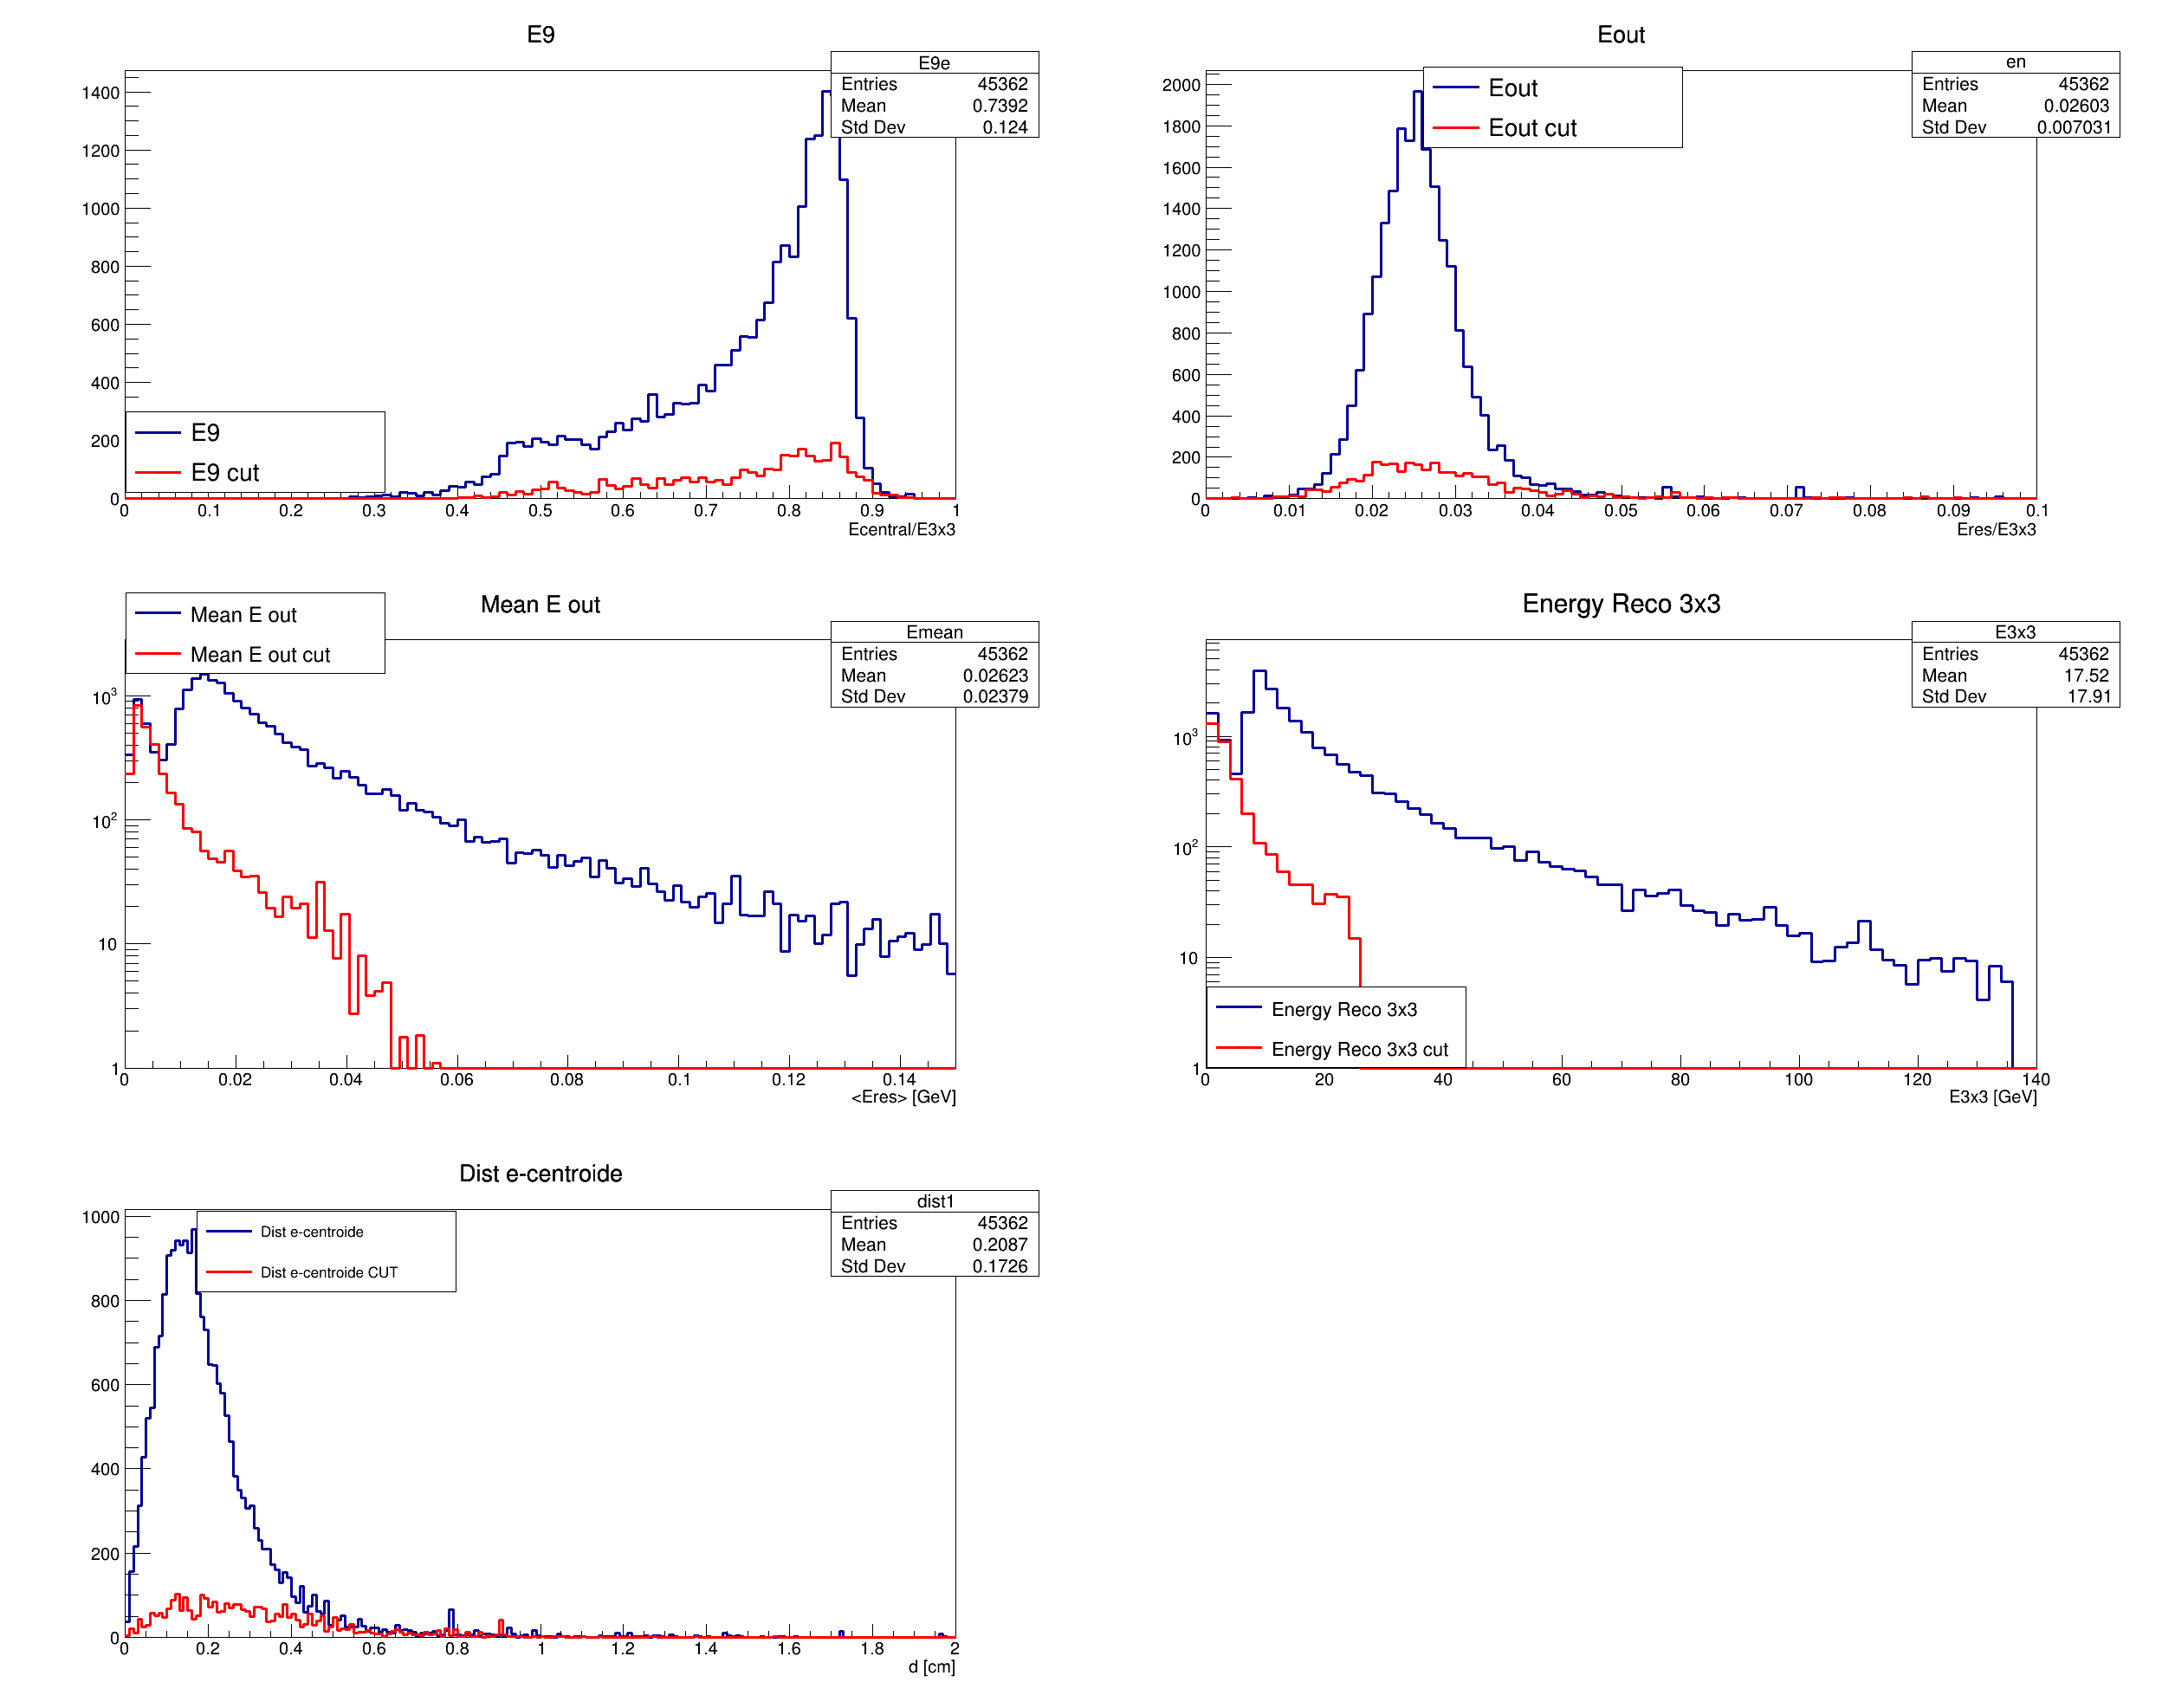 E9
E9e
Entries 45362
Mean 0.7392
Std Dev 0.124
1400
1200
1000
800
600
400
200
0
E9
E9 cut
0 0.1 0.2 0.3 0.4 0.5 0.6 0.7 0.8 0.9 1
Ecentral/E3x3
Eout
en
Entries 45362
Mean 0.02603
Std Dev 0.007031
Eout
Eout cut
2000
1800
1600
1400
1200
1000
800
600
400
200
0
0 0.01 0.02 0.03 0.04 0.05 0.06 0.07 0.08 0.09 0.1
Eres/E3x3
Mean E out
Mean E out
Mean E out cut
Emean
Entries 45362
Mean 0.02623
Std Dev 0.02379
10³
10²
10
1
0 0.02 0.04 0.06 0.08 0.1 0.12 0.14
<Eres> [GeV]
Energy Reco 3x3
E3x3
Entries 45362
Mean 17.52
Std Dev 17.91
10³
10²
10
1
Energy Reco 3x3
Energy Reco 3x3 cut
0 20 40 60 80 100 120 140
E3x3 [GeV]
Dist e-centroide
dist1
Entries 45362
Mean 0.2087
Std Dev 0.1726
Dist e-centroide
Dist e-centroide CUT
1000
800
600
400
200
0
0 0.2 0.4 0.6 0.8 1 1.2 1.4 1.6 1.8 2
d [cm]